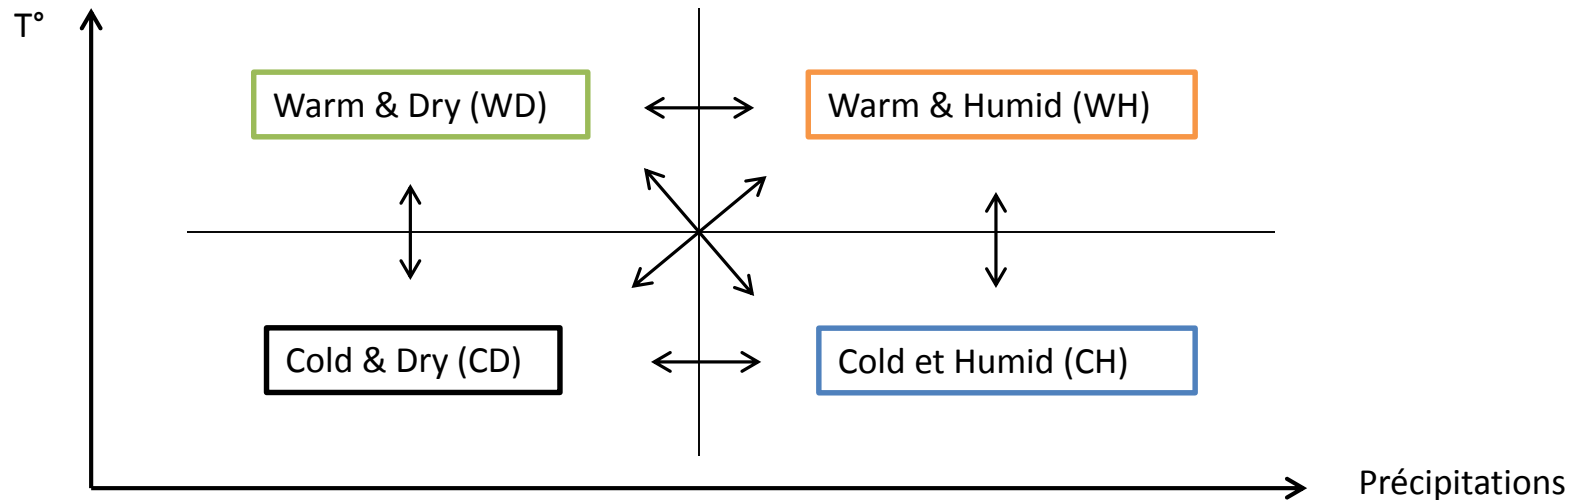 T°
Warm & Dry (WD)
Warm & Humid (WH)
Cold & Dry (CD)
Cold et Humid (CH)
Précipitations